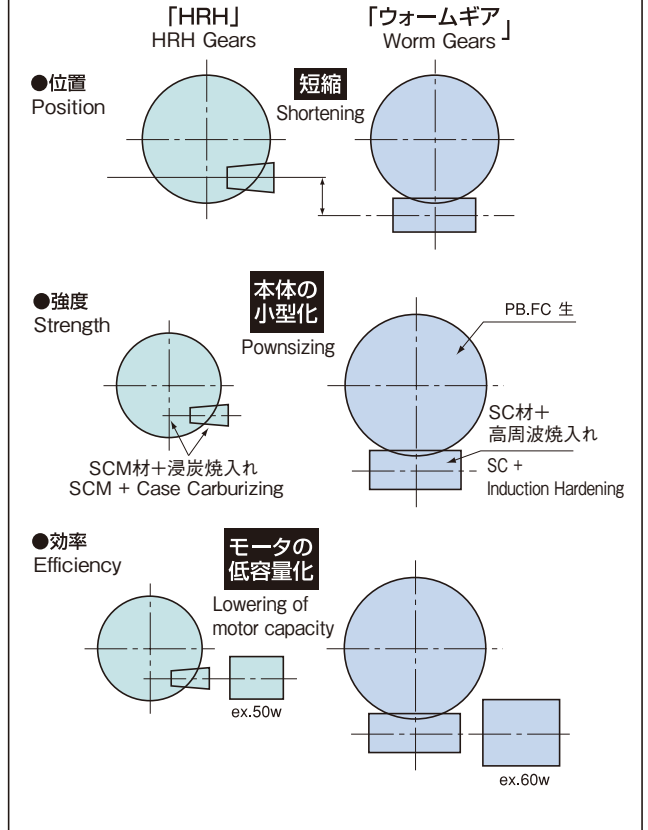 「HRH」
HRH Gears
「ウォームギア」
Worm Gears
●位置
Position
短縮
Shortening
●強度
Strength
本体の
小型化
Pownsizing
PB.FC 生
SCM材＋浸炭焼入れ
SCM + Case Carburizing
SC材＋
高周波焼入れ
SC +
Induction Hardening
●効率
Efficiency
モータの
低容量化
Lowering of
motor capacity
ex.50w
ex.60w